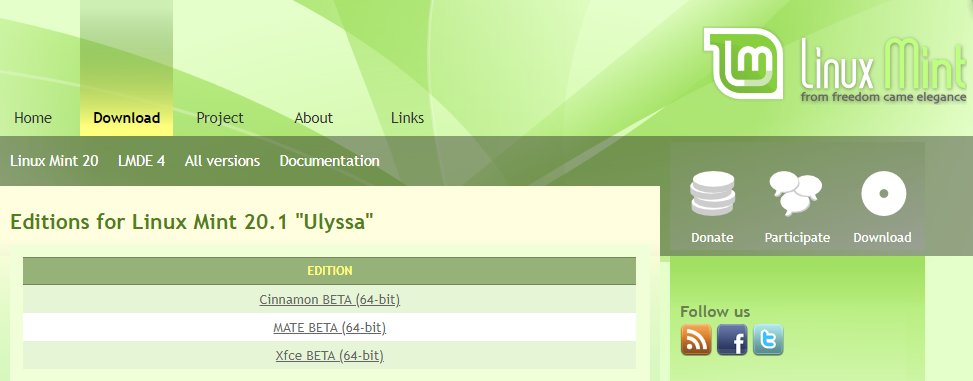 Linux Mint
from freedom came elegance
Home Download Project About Links
Linux Mint 20 LMDE 4 All versions Documentation
Donate Participate Download
Editions for Linux Mint 20.1 "Ulyssa"
EDITION
Cinnamon BETA (64-bit)
MATE BETA (64-bit)
Xfce BETA (64-bit)
Follow us